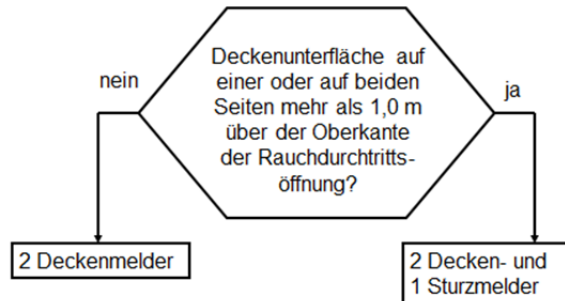 Deckenunterfläche auf
einer oder auf beiden
Seiten mehr als 1,0 m
über der Oberkante
der Rauchdurchtritts-
öffnung?
nein
ja
2 Deckenmelder
2 Decken- und
1 Sturzmelder